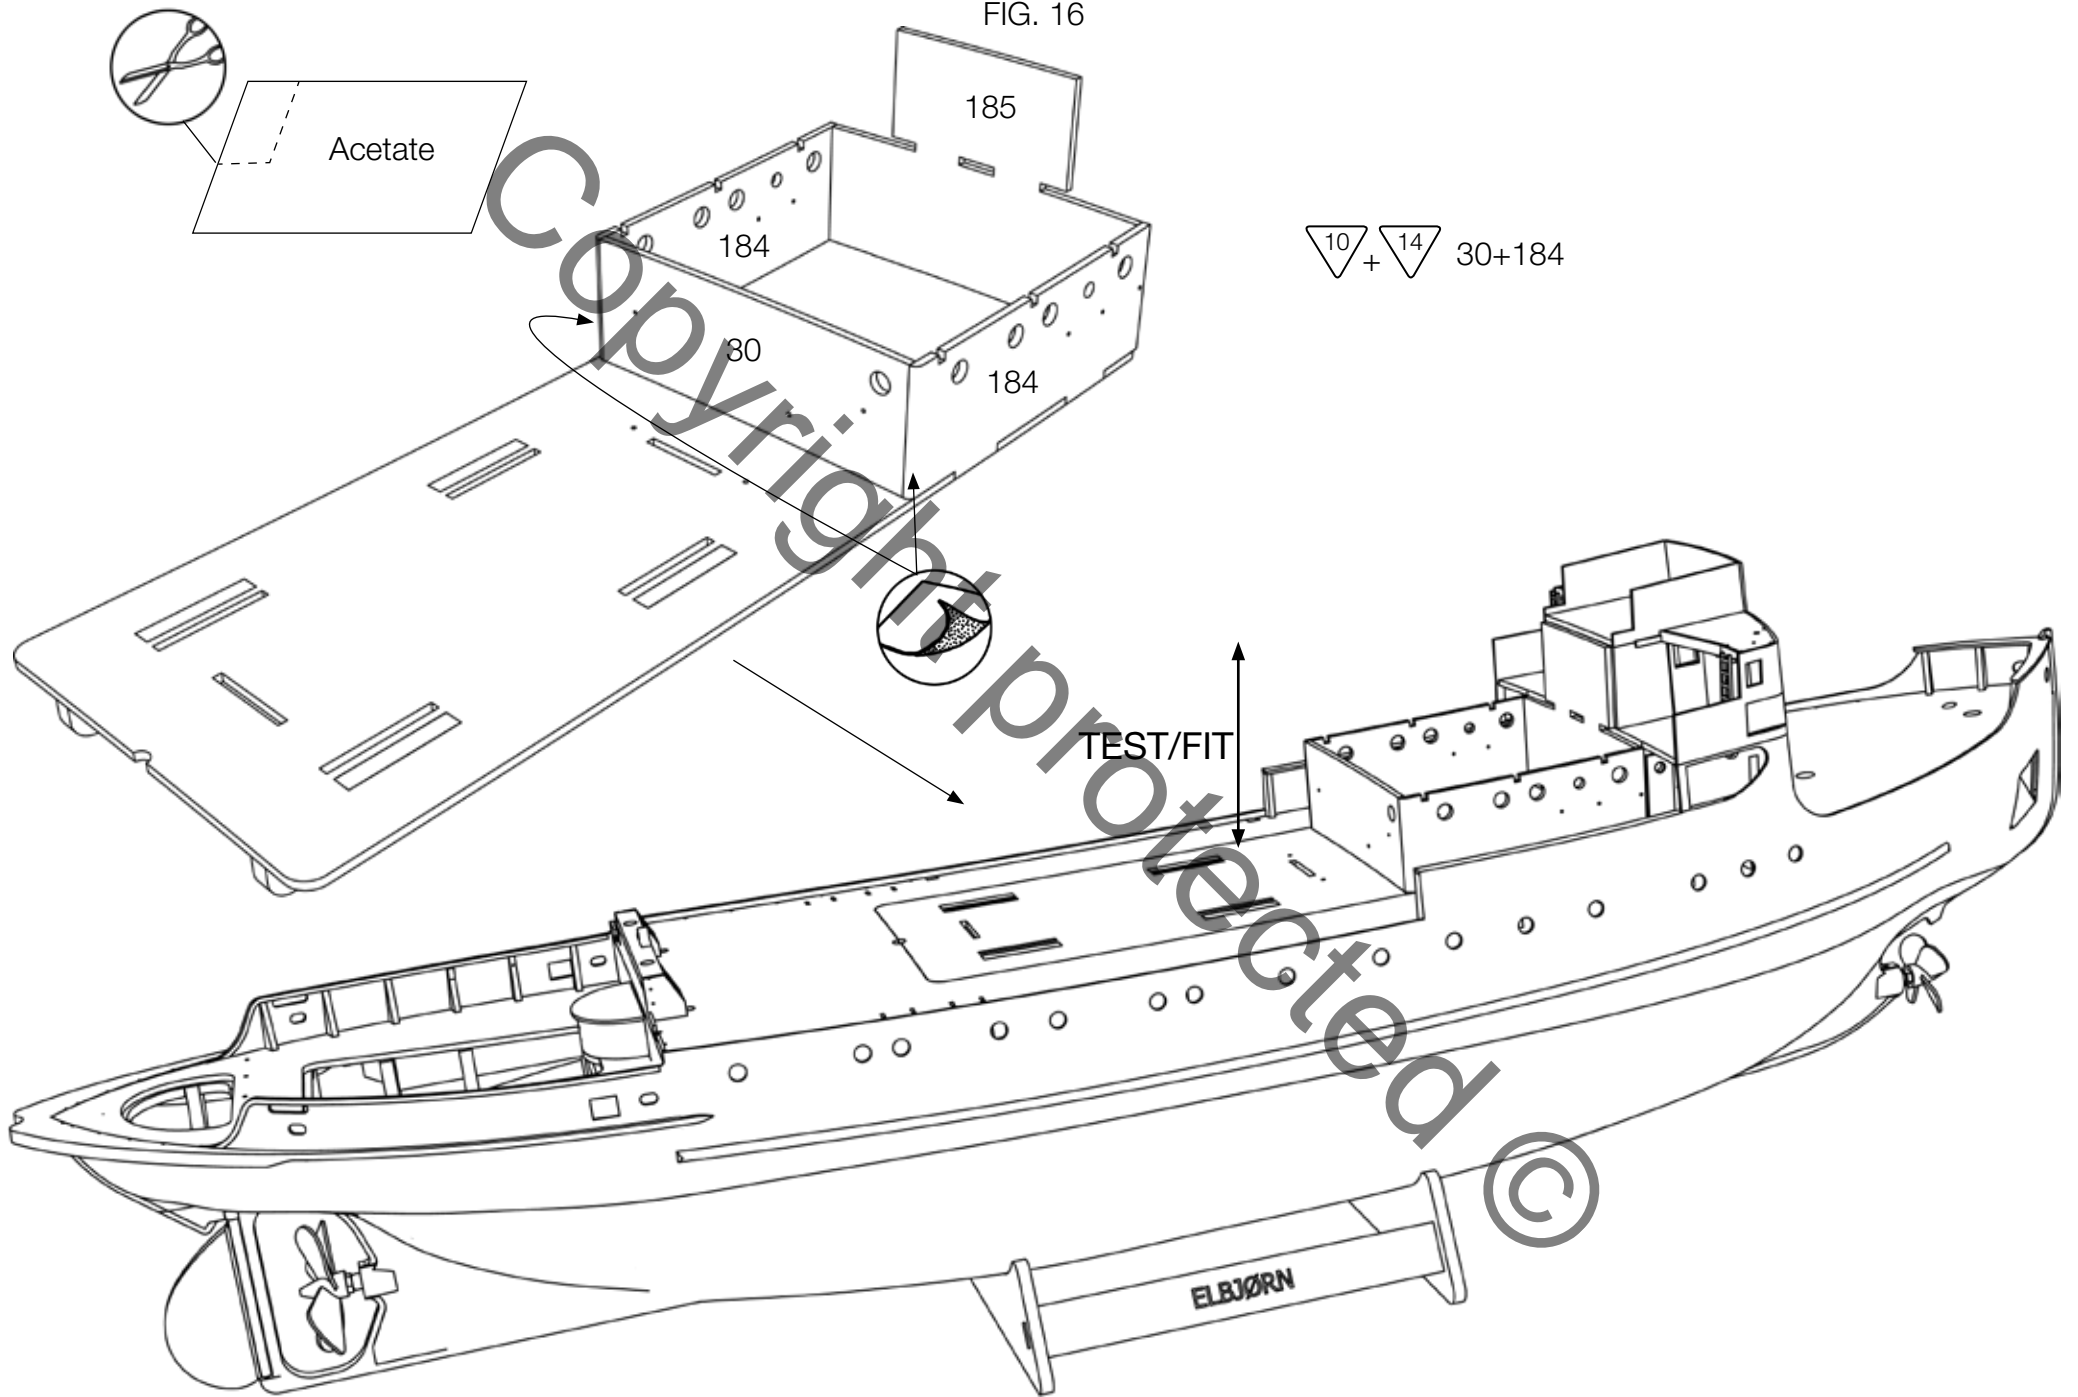 FIG. 16
185
Acetate
184
10 + 14 30+184
30
184
TEST/FIT
Copyright protected ©
ELBJØRN